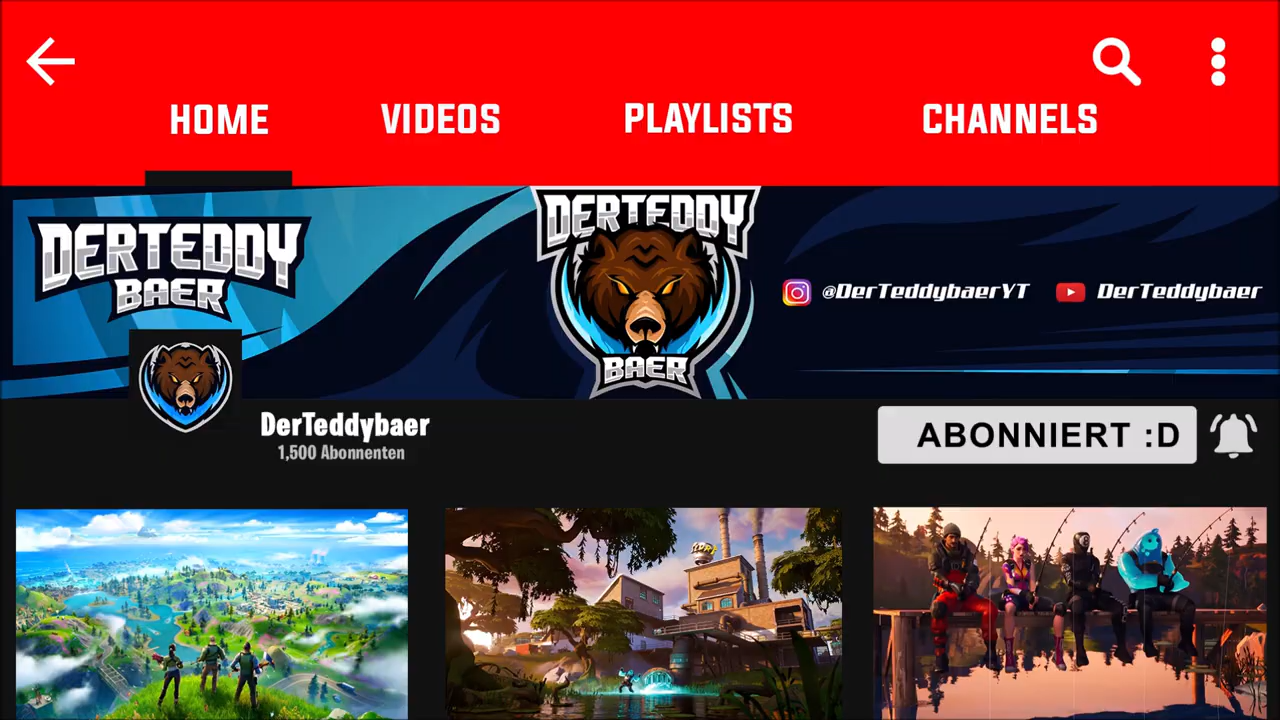 HOME VIDEOS PLAYLISTS CHANNELS
DERTEDDY
BAER
DERTEDDY
BAER
@DerTeddybaerYT DerTeddybaer
DerTeddybaer
1,500 Abonnenten
ABONNIERT :D